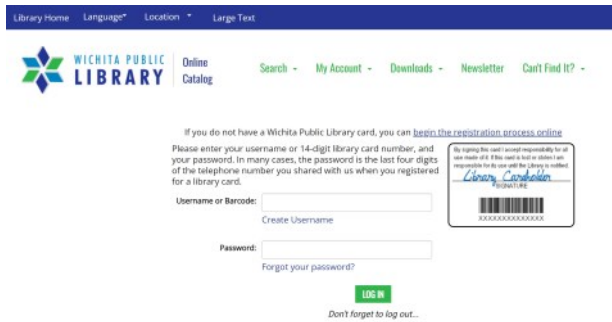 Library Home Language* Location Large Text
WICHITA PUBLIC
LIBRARY
Online
Catalog
Search My Account Downloads Newsletter Can't Find It?
If you do not have a Wichita Public Library card, you can begin the registration process online
Please enter your username or 14-digit library card number, and
your password. In many cases, the password is the last four digits
of the telephone number you shared with us when you registered
for a library card.
By signing this card I accept responsibility for all
use made of it. If this card is lost or stolen I am
responsible for its use until the Library is notified.
Library Cardholder
SIGNATURE
XXXXXXXXXXXXXX
Username or Barcode:
Create Username
Password:
Forgot your password?
LOG IN
Don't forget to log out...